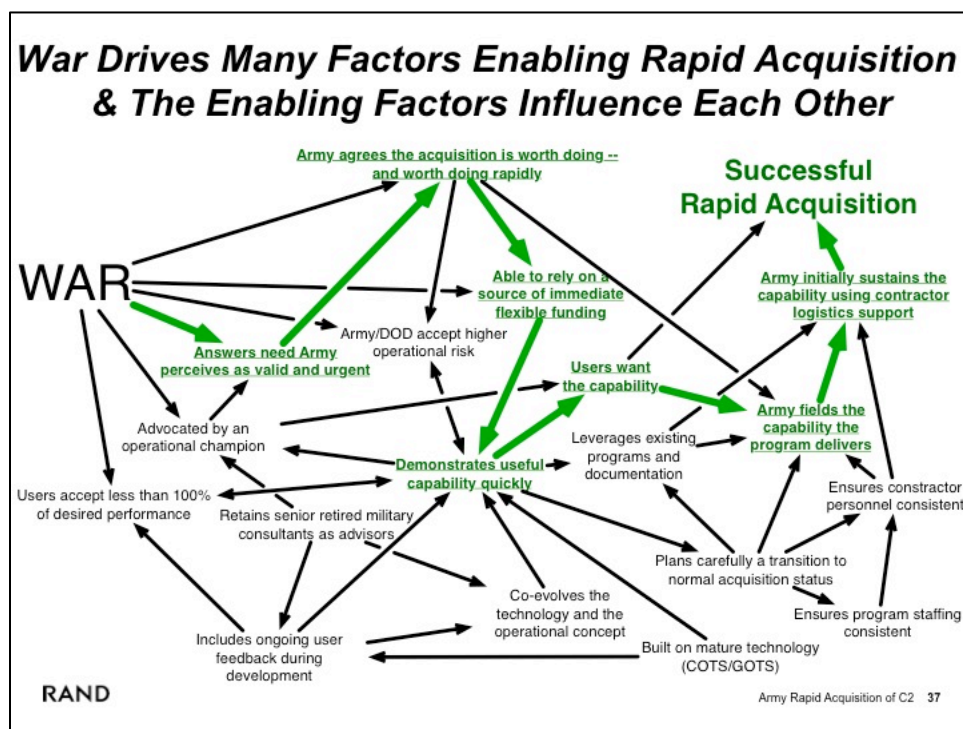 War Drives Many Factors Enabling Rapid Acquisition
& The Enabling Factors Influence Each Other
Army agrees the acquisition is worth doing --
and worth doing rapidly
Successful
Rapid Acquisition
WAR
Able to rely on a
source of immediate
flexible funding
Army initially sustains the
capability using contractor
logistics support
Army/DOD accept higher
operational risk
Answers need Army
perceives as valid and urgent
Users want
the capability
Army fields the
capability the
program delivers
Advocated by an
operational champion
Leverages existing
programs and
documentation
Demonstrates useful
capability quickly
Users accept less than 100%
of desired performance
Retains senior retired military
consultants as advisors
Ensures constractor
personnel consistent
Plans carefully a transition to
normal acquisition status
Co-evolves the
technology and the
operational concept
Ensures program staffing
consistent
Includes ongoing user
feedback during
development
Built on mature technology
(COTS/GOTS)
RAND
Army Rapid Acquisition of C2 37